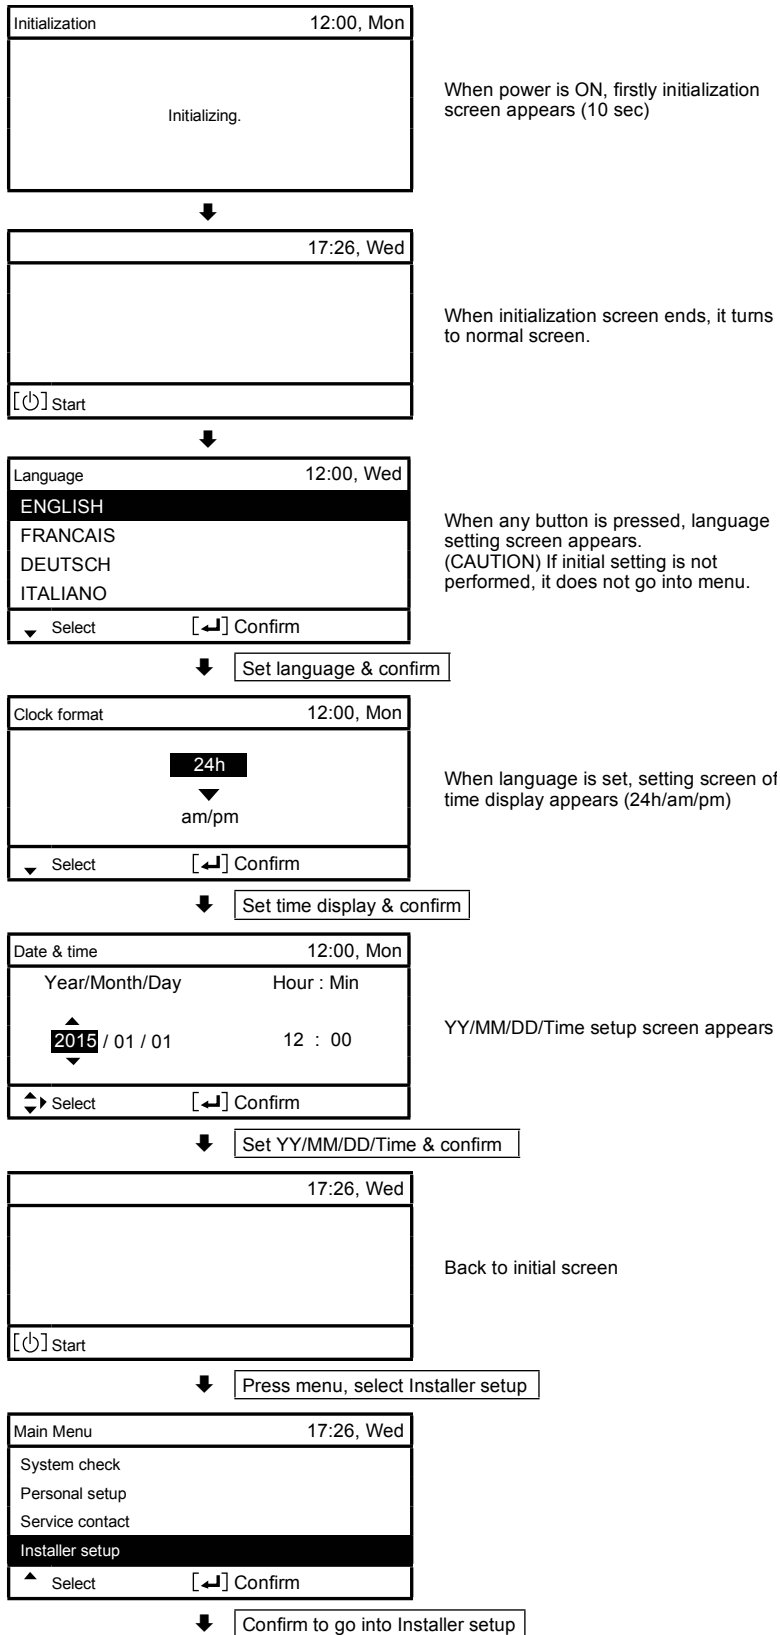 Initialization 12:00, Mon
Initializing.
When power is ON, firstly initialization
screen appears (10 sec)
17:26, Wed
[⏻] Start
When initialization screen ends, it turns
to normal screen.
Language 12:00, Wed
ENGLISH
FRANCAIS
DEUTSCH
ITALIANO
▼ Select [↵] Confirm
When any button is pressed, language
setting screen appears.
(CAUTION) If initial setting is not
performed, it does not go into menu.
Set language & confirm
Clock format 12:00, Mon
24h
am/pm
▼ Select [↵] Confirm
When language is set, setting screen of
time display appears (24h/am/pm)
Set time display & confirm
Date & time 12:00, Mon
Year/Month/Day Hour : Min
2015 / 01 / 01 12 : 00
Select [↵] Confirm
YY/MM/DD/Time setup screen appears
Set YY/MM/DD/Time & confirm
17:26, Wed
[⏻] Start
Back to initial screen
Press menu, select Installer setup
Main Menu 17:26, Wed
System check
Personal setup
Service contact
Installer setup
▲ Select [↵] Confirm
Confirm to go into Installer setup